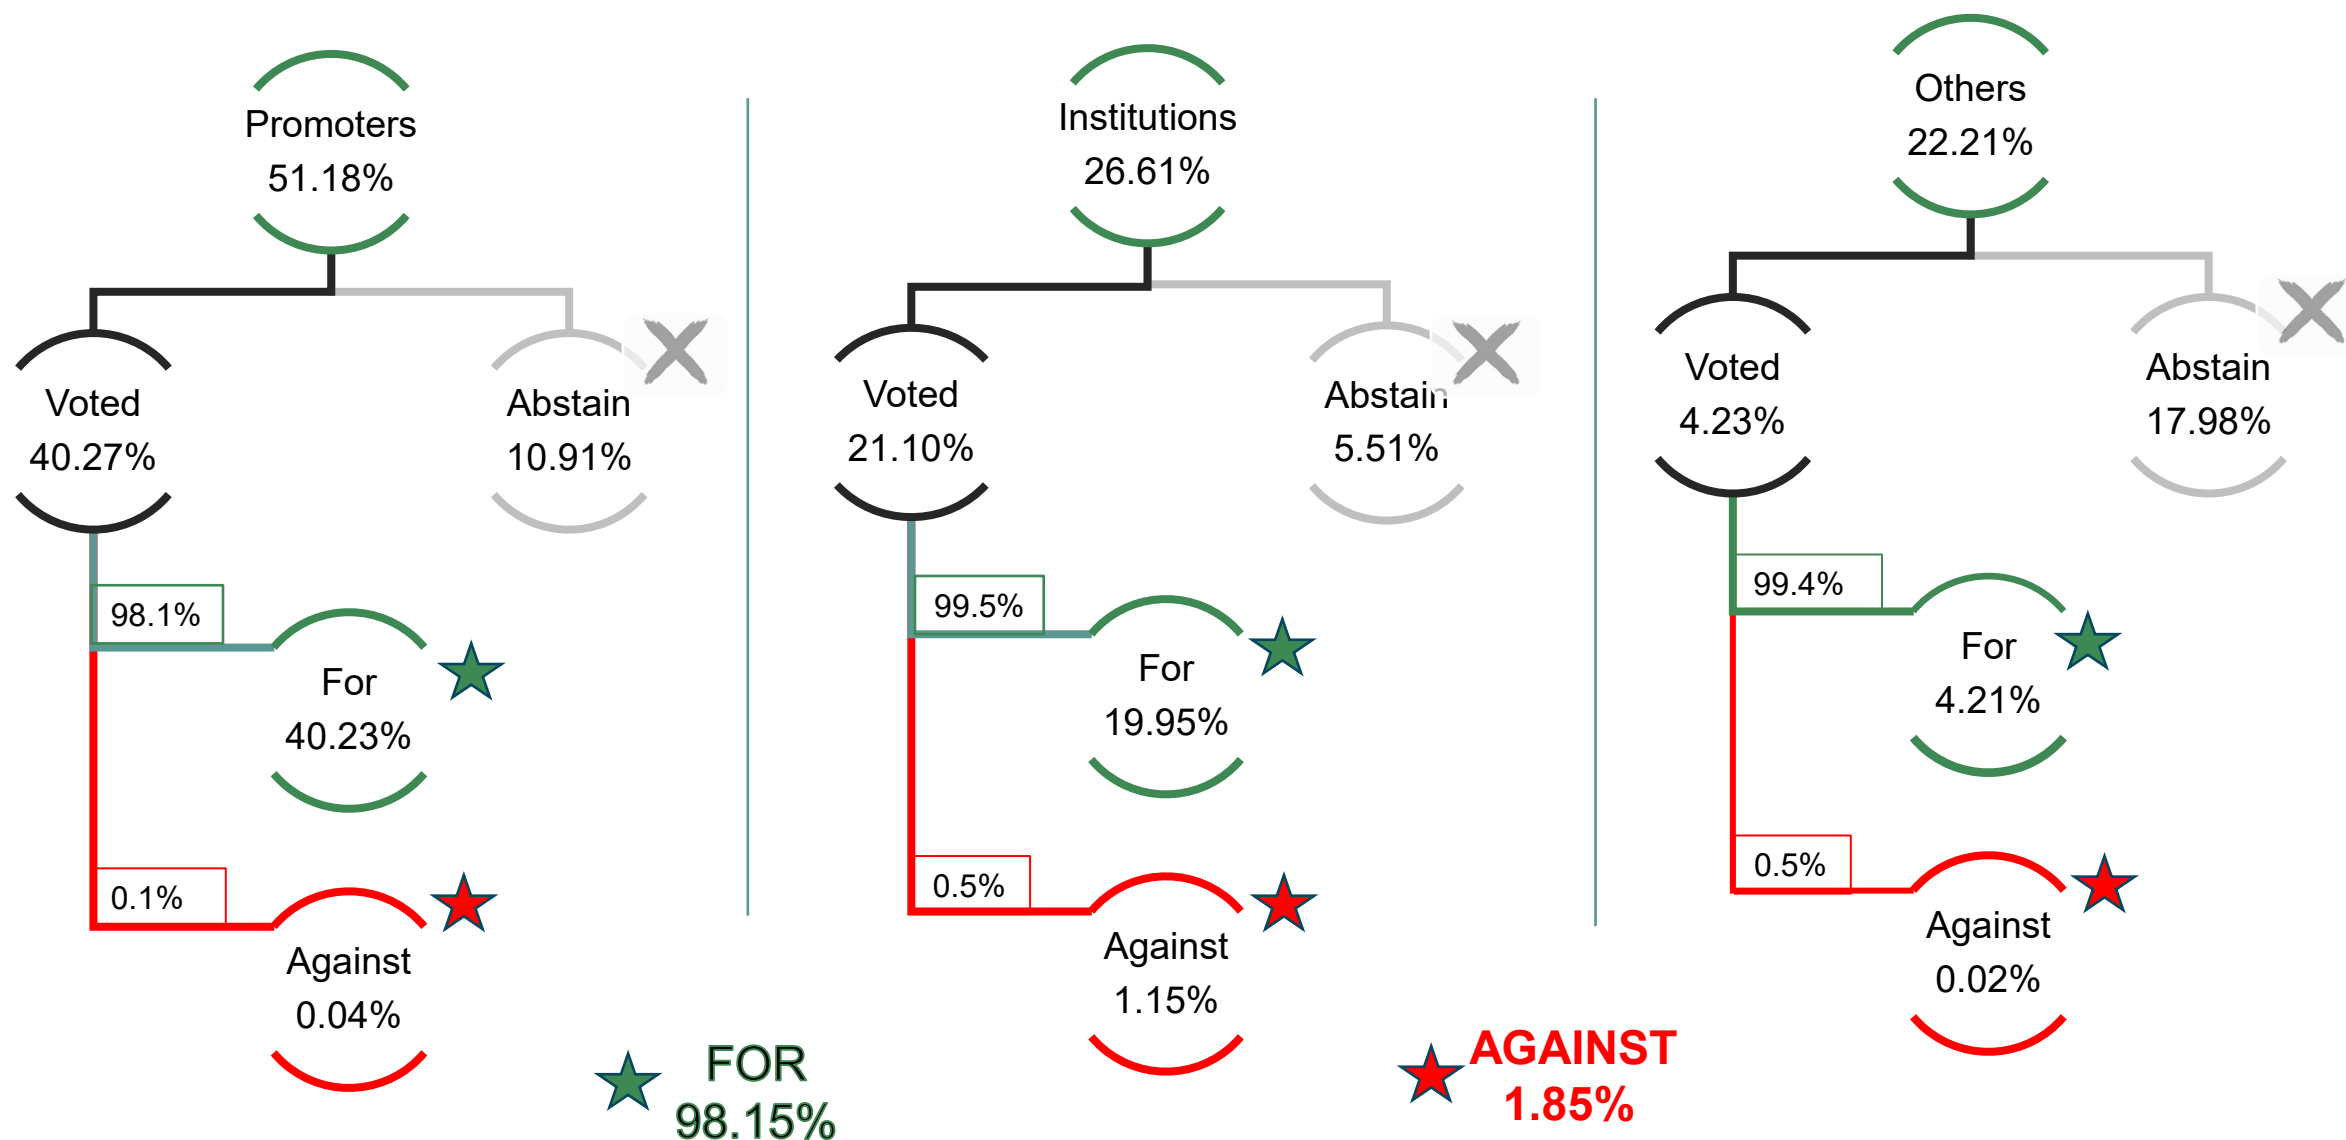 Promoters
51.18%
Voted
40.27%
Abstain
10.91%
98.1%
For
40.23%
0.1%
Against
0.04%
Institutions
26.61%
Voted
21.10%
Abstain
5.51%
99.5%
For
19.95%
0.5%
Against
1.15%
Others
22.21%
Voted
4.23%
Abstain
17.98%
99.4%
For
4.21%
0.5%
Against
0.02%
FOR
98.15%
AGAINST
1.85%